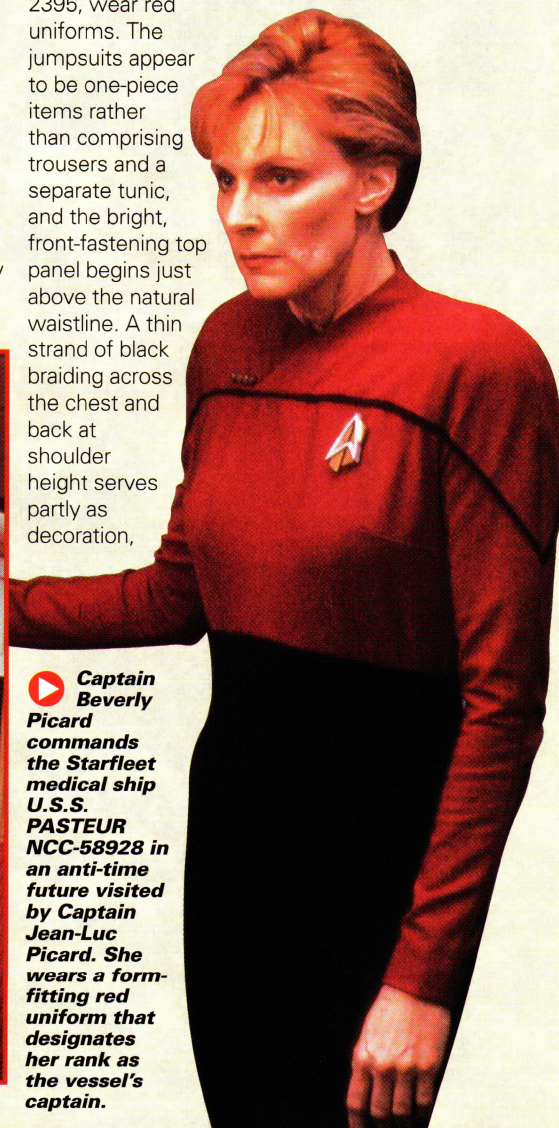 2395, wear red
uniforms. The
jumpsuits appear
to be one-piece
items rather
than comprising
trousers and a
separate tunic,
and the bright,
front-fastening top
panel begins just
above the natural
waistline. A thin
strand of black
braiding across
the chest and
back at
shoulder
height serves
partly as
decoration,
Captain
Beverly
Picard
commands
the Starfleet
medical ship
U.S.S.
PASTEUR
NCC-58928 in
an anti-time
future visited
by Captain
Jean-Luc
Picard. She
wears a form-
fitting red
uniform that
designates
her rank as
the vessel's
captain.